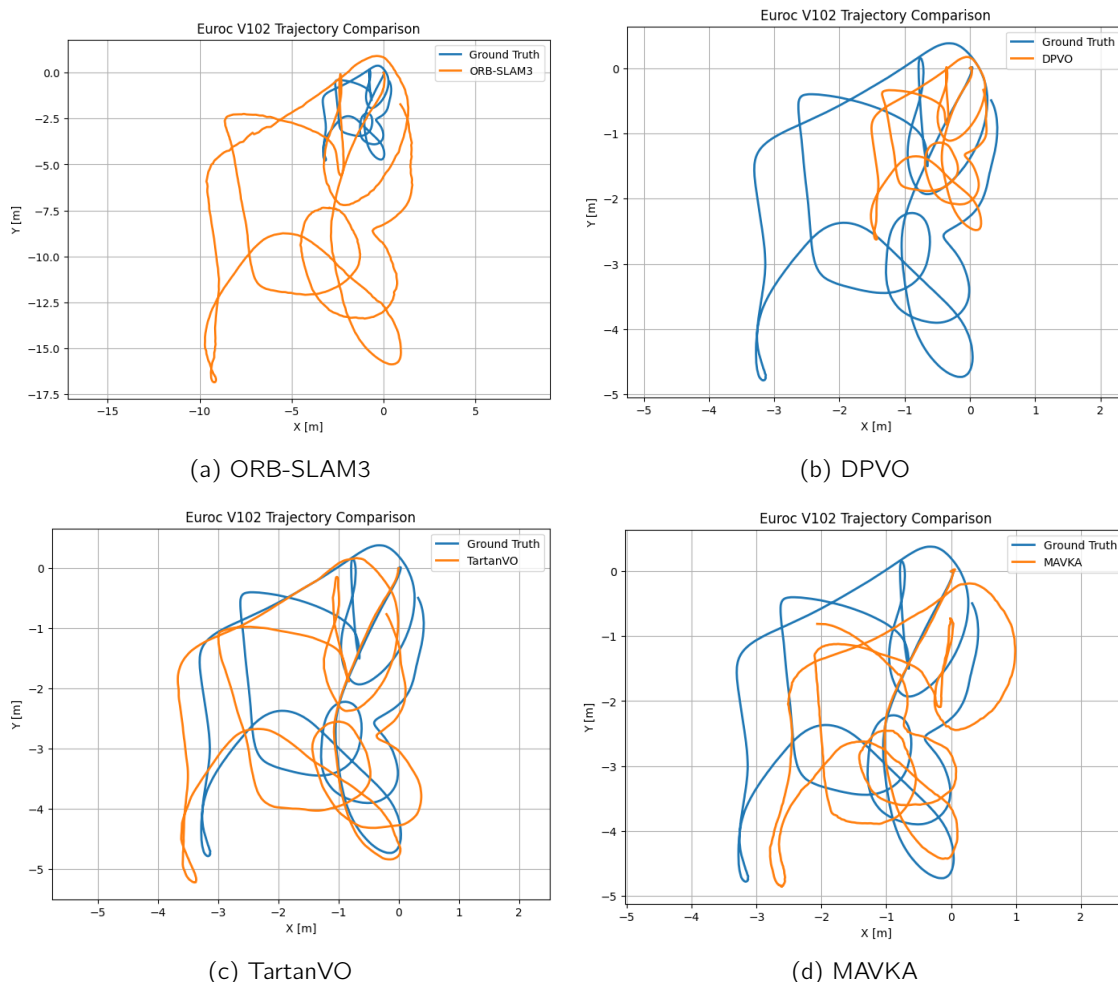 Euroc V102 Trajectory Comparison
Ground Truth
ORB-SLAM3
0.0
−2.5
−5.0
−7.5
−10.0
−12.5
−15.0
−17.5
Y [m]
−15
−10
−5
0
5
X [m]
(a) ORB-SLAM3
Euroc V102 Trajectory Comparison
Ground Truth
DPVO
0
−1
−2
−3
−4
−5
Y [m]
−5
−4
−3
−2
−1
0
1
2
X [m]
(b) DPVO
Euroc V102 Trajectory Comparison
Ground Truth
TartanVO
0
−1
−2
−3
−4
−5
Y [m]
−5
−4
−3
−2
−1
0
1
2
X [m]
(c) TartanVO
Euroc V102 Trajectory Comparison
Ground Truth
MAVKA
0
−1
−2
−3
−4
−5
Y [m]
−5
−4
−3
−2
−1
0
1
2
X [m]
(d) MAVKA